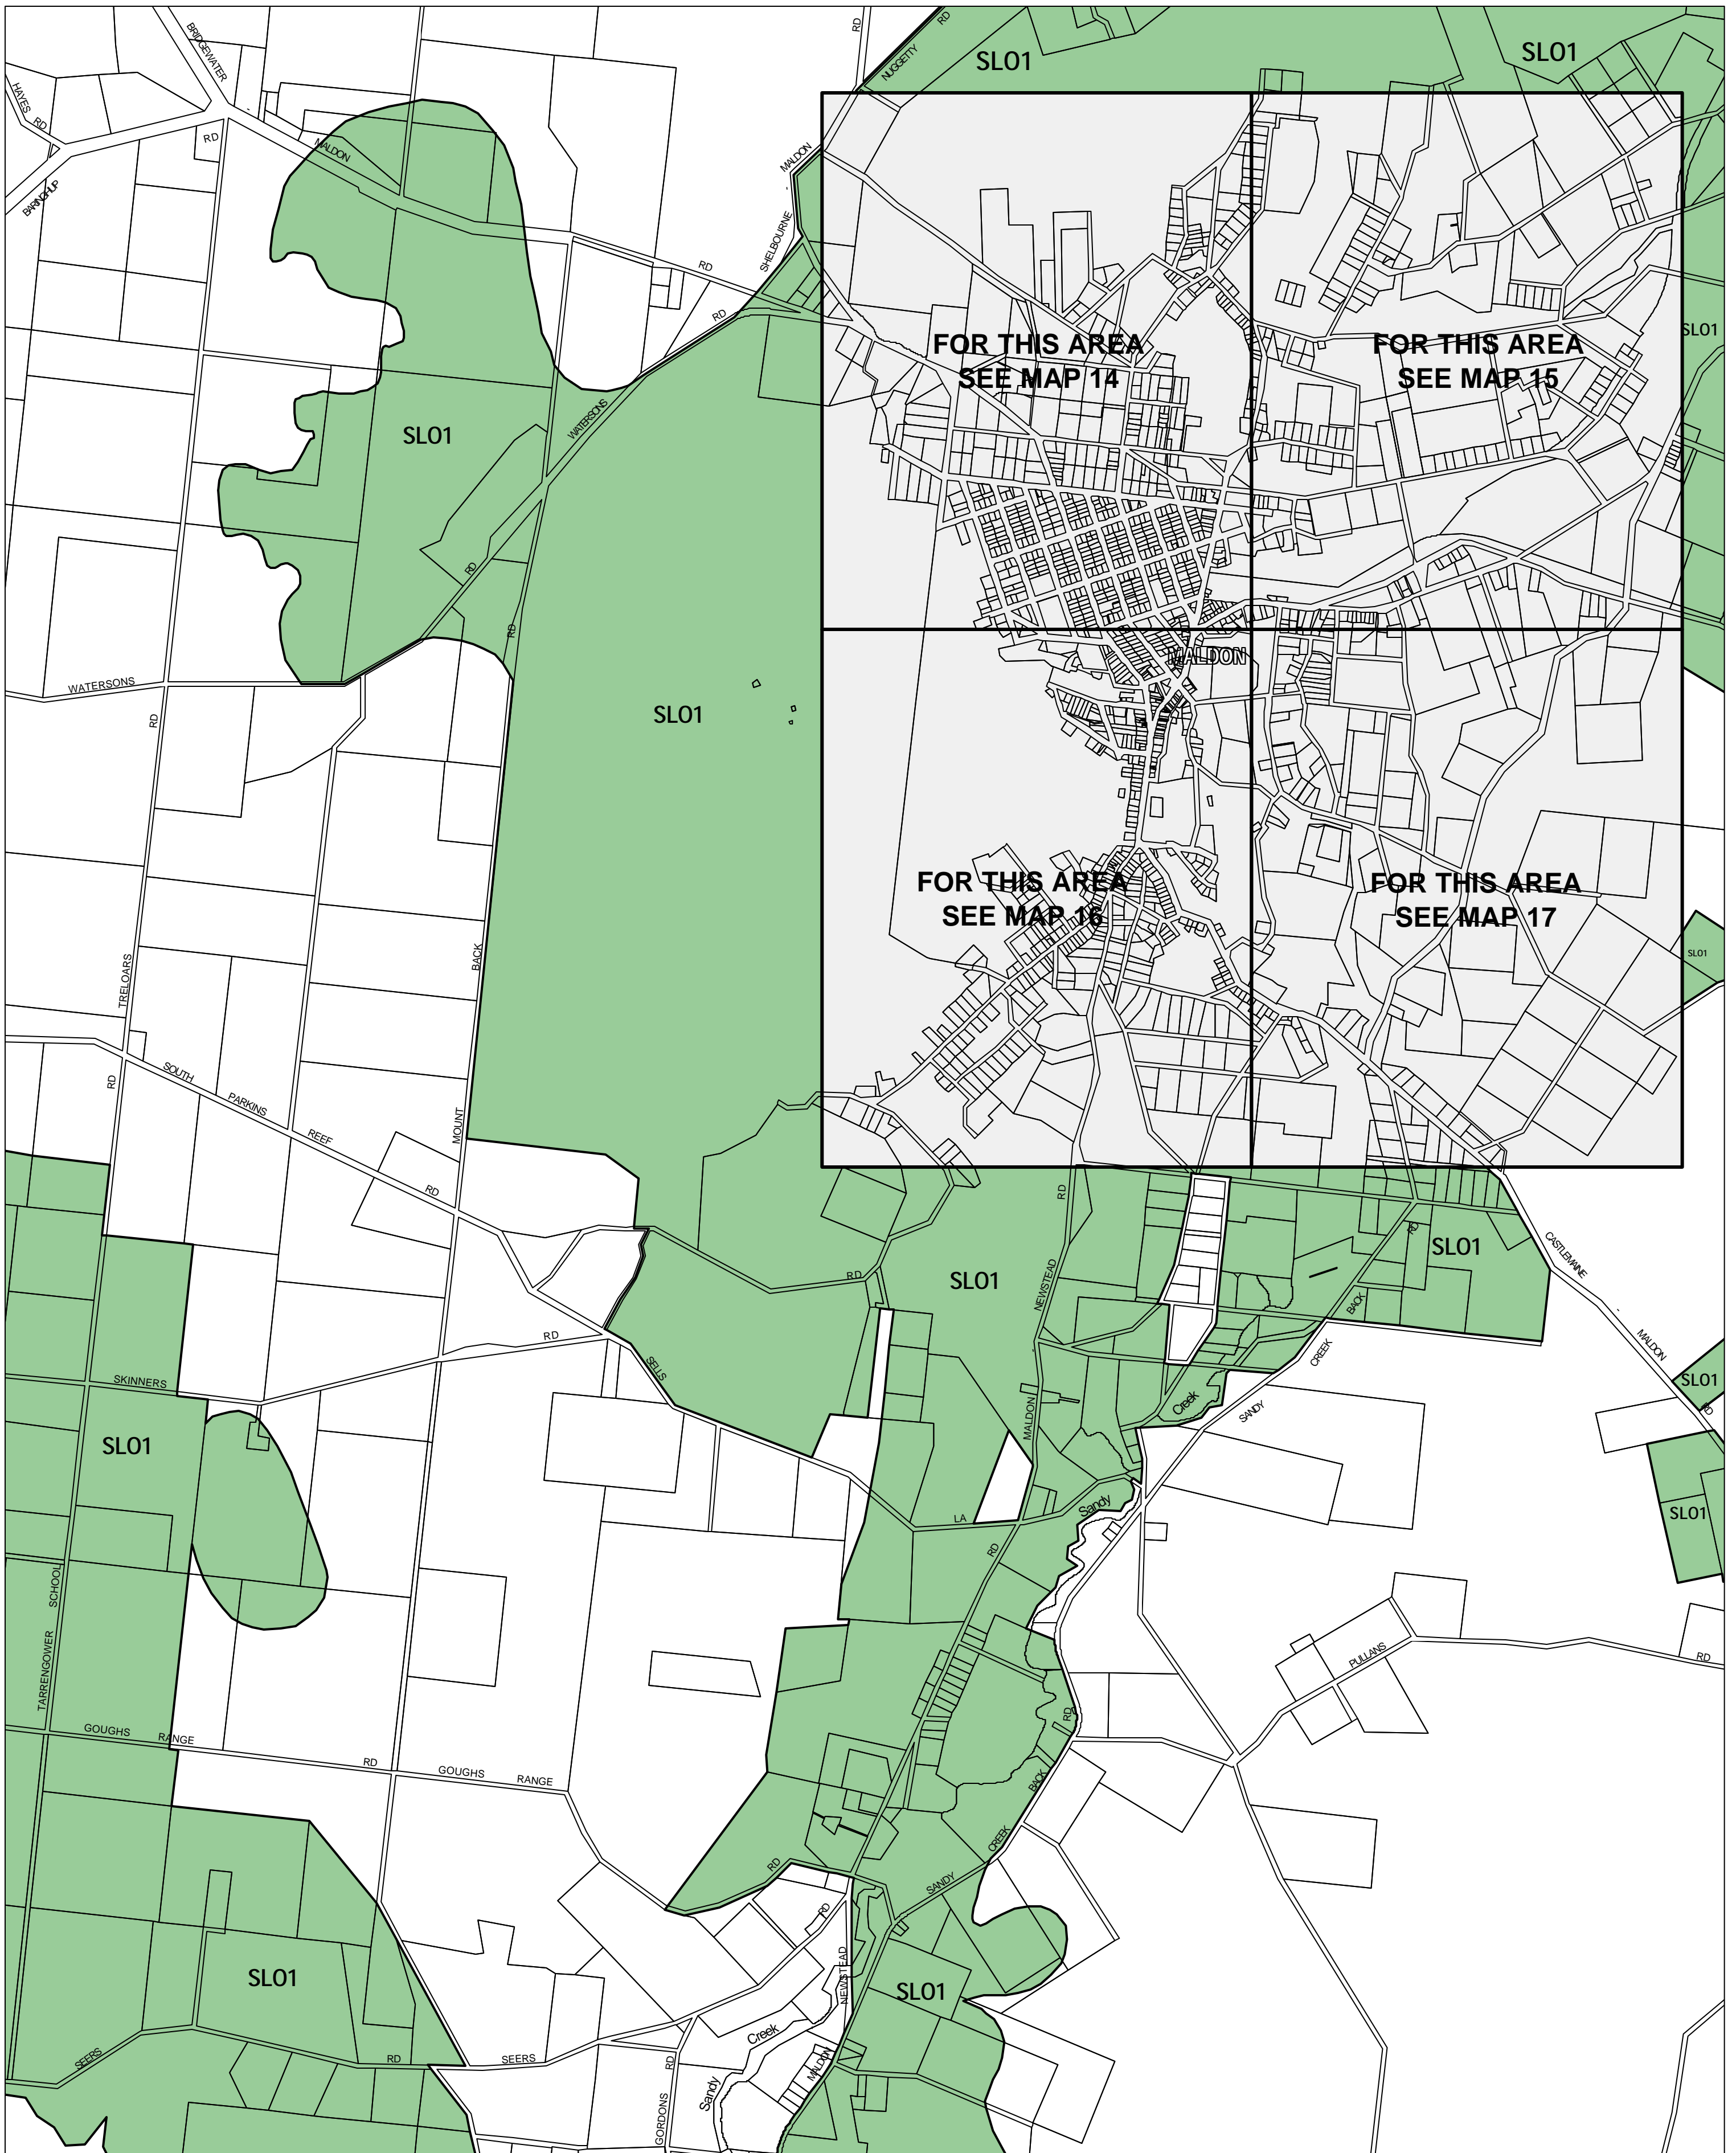 BRIDGEWATER
RD
NUGGETTY
RD
SLO1
SLO1
HAYES
RD
RD
MALDON
-
MALDON
-
SHELBOURNE
BARINGHUP
RD
RD
SLO1
FOR THIS AREA
SEE MAP 14
FOR THIS AREA
SEE MAP 15
WATERSONS
SLO1
RD
RD
MALDON
WATERSONS
RD
SLO1
FOR THIS AREA
SEE MAP 16
FOR THIS AREA
SEE MAP 17
BACK
TRELOARS
SLO1
SOUTH
RD
PARKINS
MOUNT
REEF
RD
RD
RD
SLO1
CASTLEMAINE
-
MALDON
RD
SLO1
NEWSTEAD
-
MALDON
BACK
CREEK
SANDY
Creek
RD
SELLS
SKINNERS
SLO1
RD
SLO1
SLO1
LA
Sandy
RD
SCHOOL
TARRENGOWER
PULLANS
RD
GOUGHS
RANGE
RD
GOUGHS
RANGE
RD
BACK
CREEK
SANDY
RD
RD
NEWSTEAD
SLO1
SLO1
Creek
SEERS
RD
SEERS
RD
MALDON
Sandy
GORDONS